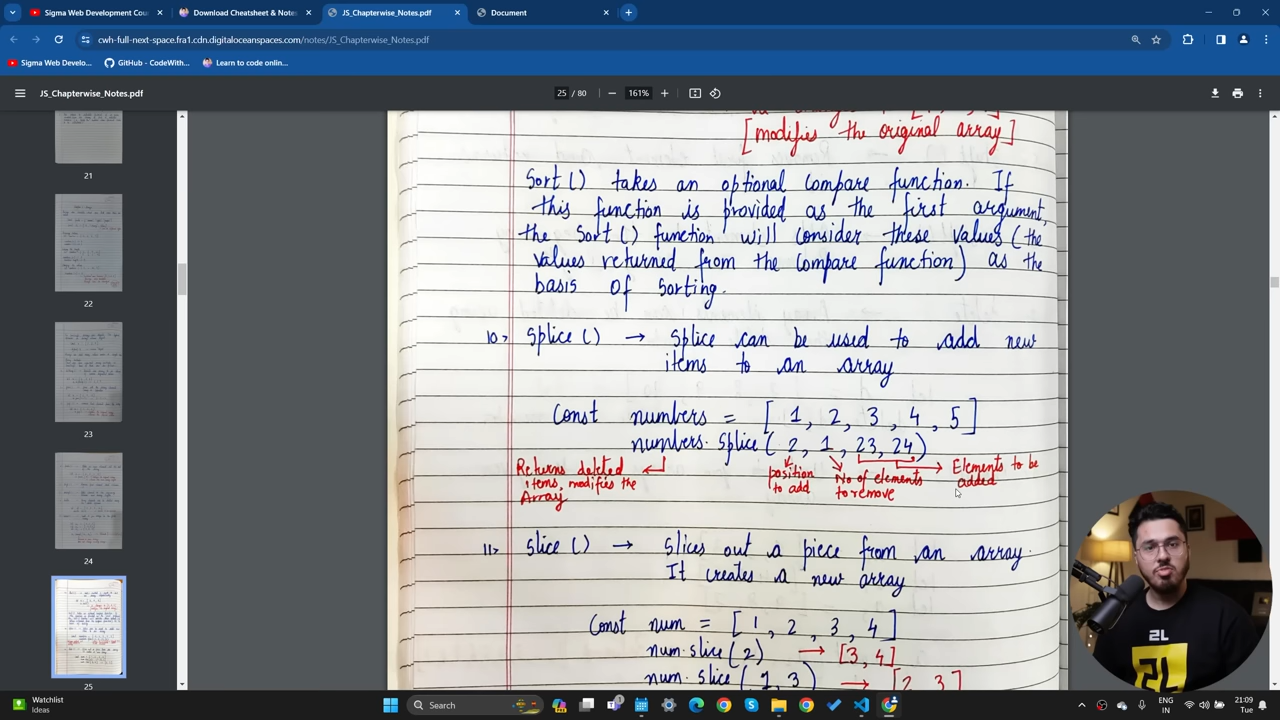 Sigma Web Development Cou
Download Cheatsheet & Notes
JS_Chapterwise_Notes.pdf
Document
cwh-full-next-space.fra1.cdn.digitaloceanspaces.com/notes/JS_Chapterwise_Notes.pdf
Sigma Web Develo...
GitHub - CodeWith...
Learn to code onlin...
JS_Chapterwise_Notes.pdf
25 / 80
161%
21
22
23
24
25
[modifies the original array]
Sort() takes an optional compare function. If
this function is provided as the first argument,
the Sort() function will consider these values (the
values returned from the compare function) as the
basis of Sorting.
10. Splice () → Splice can be used to add new
items to an array
Const numbers = [ 1, 2, 3, 4, 5]
numbers. Splice( 2, 1, 23, 24)
Returns deleted
items, modifies the
Array
Position
to add
No of elements
to remove
Elements to be
added
11. Slice () → Slices out a piece from an array.
It creates a new array
Const num = [ 1, 2, 3, 4]
num.slice(2) → [3, 4]
num.slice(1, 3) → [2, 3]
Watchlist
Ideas
Search
ENG
IN
21:09
Tue